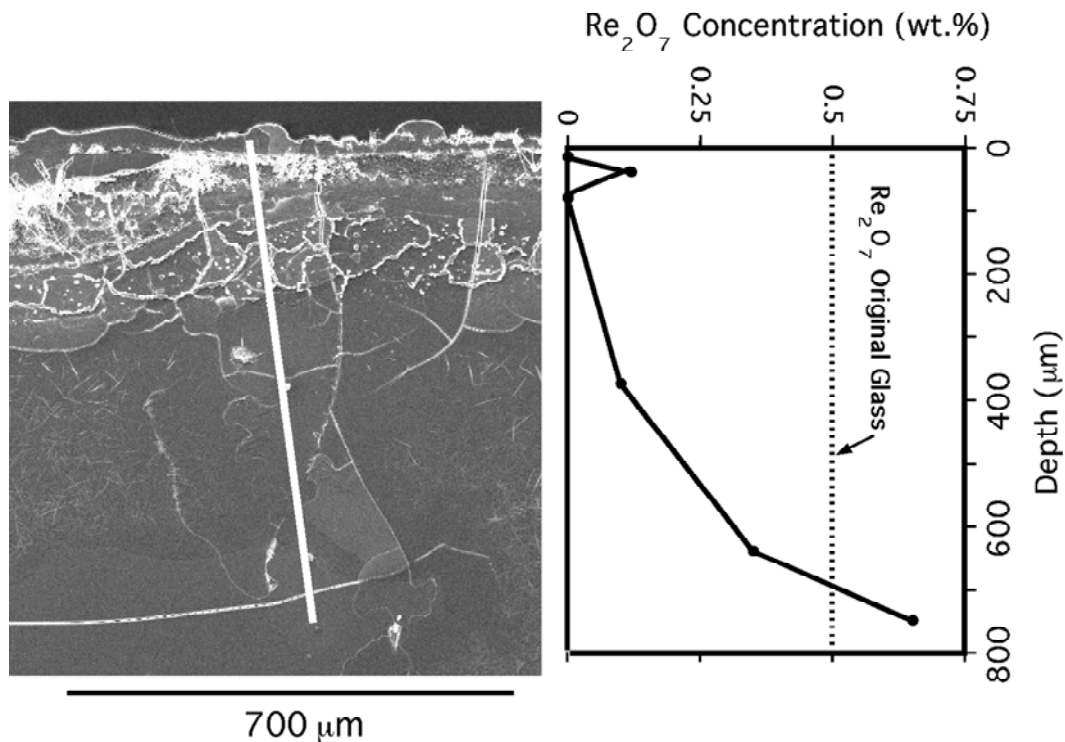 Re₂O₇ Concentration (wt.%)
0
0.25
0.5
0.75
0
200
400
600
800
Depth (μm)
Re₂O₇ Original Glass
700 μm